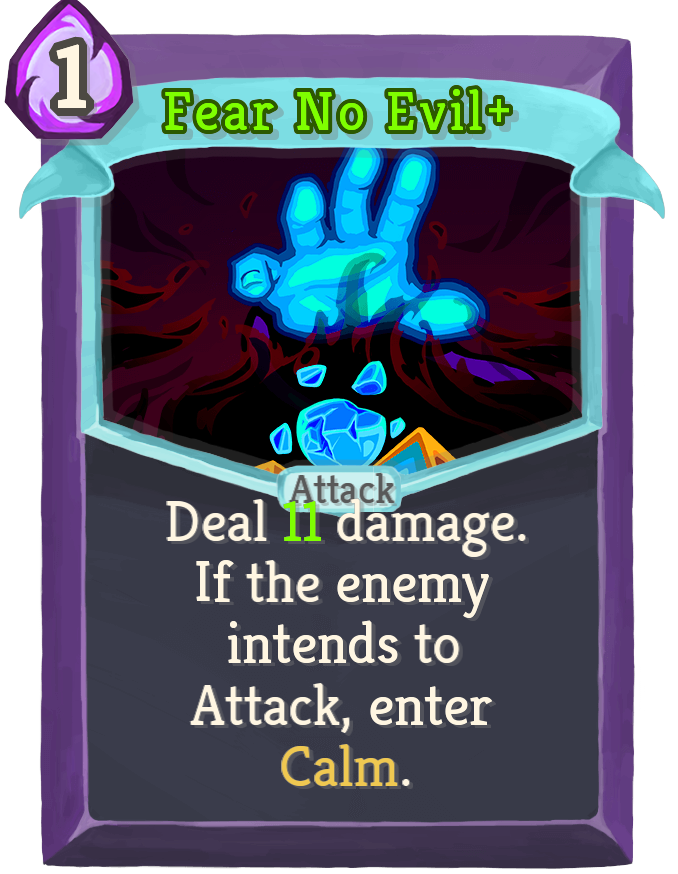 1
Fear No Evil+
Attack
Deal 11 damage.
If the enemy
intends to
Attack, enter
Calm.